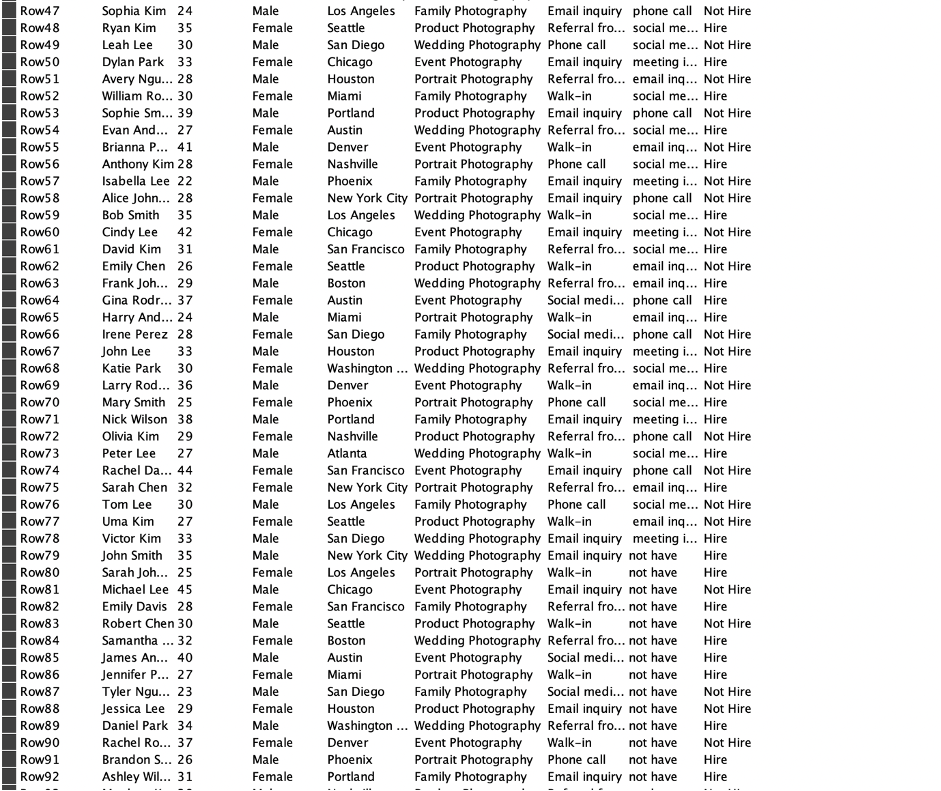 Row47 Sophia Kim 24 Male Los Angeles Family Photography Email inquiry phone call Not Hire
Row48 Ryan Kim 35 Female Seattle Product Photography Referral fro... social me... Hire
Row49 Leah Lee 30 Male San Diego Wedding Photography Phone call social me... Not Hire
Row50 Dylan Park 33 Female Chicago Event Photography Email inquiry meeting i... Hire
Row51 Avery Ngu... 28 Male Houston Portrait Photography Referral fro... email inq... Not Hire
Row52 William Ro... 30 Female Miami Family Photography Walk-in social me... Hire
Row53 Sophie Sm... 39 Male Portland Product Photography Email inquiry phone call Not Hire
Row54 Evan And... 27 Female Austin Wedding Photography Referral fro... social me... Hire
Row55 Brianna P... 41 Male Denver Event Photography Walk-in email inq... Not Hire
Row56 Anthony Kim 28 Female Nashville Portrait Photography Phone call social me... Hire
Row57 Isabella Lee 22 Male Phoenix Family Photography Email inquiry meeting i... Not Hire
Row58 Alice John... 28 Female New York City Portrait Photography Email inquiry phone call Not Hire
Row59 Bob Smith 35 Male Los Angeles Wedding Photography Walk-in social me... Hire
Row60 Cindy Lee 42 Female Chicago Event Photography Email inquiry meeting i... Not Hire
Row61 David Kim 31 Male San Francisco Family Photography Referral fro... social me... Hire
Row62 Emily Chen 26 Female Seattle Product Photography Walk-in email inq... Not Hire
Row63 Frank Joh... 29 Male Boston Wedding Photography Referral fro... email inq... Hire
Row64 Gina Rodr... 37 Female Austin Event Photography Social medi... phone call Hire
Row65 Harry And... 24 Male Miami Portrait Photography Walk-in email inq... Hire
Row66 Irene Perez 28 Female San Diego Family Photography Social medi... phone call Not Hire
Row67 John Lee 33 Male Houston Product Photography Email inquiry meeting i... Not Hire
Row68 Katie Park 30 Female Washington ... Wedding Photography Referral fro... social me... Hire
Row69 Larry Rod... 36 Male Denver Event Photography Walk-in email inq... Not Hire
Row70 Mary Smith 25 Female Phoenix Portrait Photography Phone call social me... Hire
Row71 Nick Wilson 38 Male Portland Family Photography Email inquiry meeting i... Hire
Row72 Olivia Kim 29 Female Nashville Product Photography Referral fro... phone call Not Hire
Row73 Peter Lee 27 Male Atlanta Wedding Photography Walk-in social me... Hire
Row74 Rachel Da... 44 Female San Francisco Event Photography Email inquiry phone call Not Hire
Row75 Sarah Chen 32 Female New York City Portrait Photography Referral fro... email inq... Not Hire
Row76 Tom Lee 30 Male Los Angeles Family Photography Phone call social me... Not Hire
Row77 Uma Kim 27 Female Seattle Product Photography Walk-in email inq... Not Hire
Row78 Victor Kim 33 Male San Diego Wedding Photography Email inquiry meeting i... Not Hire
Row79 John Smith 35 Male New York City Wedding Photography Email inquiry not have Hire
Row80 Sarah Joh... 25 Female Los Angeles Portrait Photography Walk-in not have Hire
Row81 Michael Lee 45 Male Chicago Event Photography Email inquiry not have Not Hire
Row82 Emily Davis 28 Female San Francisco Family Photography Referral fro... not have Hire
Row83 Robert Chen 30 Male Seattle Product Photography Walk-in not have Not Hire
Row84 Samantha ... 32 Female Boston Wedding Photography Referral fro... not have Hire
Row85 James An... 40 Male Austin Event Photography Social medi... not have Hire
Row86 Jennifer P... 27 Female Miami Portrait Photography Walk-in not have Hire
Row87 Tyler Ngu... 23 Male San Diego Family Photography Social medi... not have Not Hire
Row88 Jessica Lee 29 Female Houston Product Photography Email inquiry not have Not Hire
Row89 Daniel Park 34 Male Washington ... Wedding Photography Referral fro... not have Hire
Row90 Rachel Ro... 37 Female Denver Event Photography Walk-in not have Not Hire
Row91 Brandon S... 26 Male Phoenix Portrait Photography Phone call not have Hire
Row92 Ashley Wil... 31 Female Portland Family Photography Email inquiry not have Hire